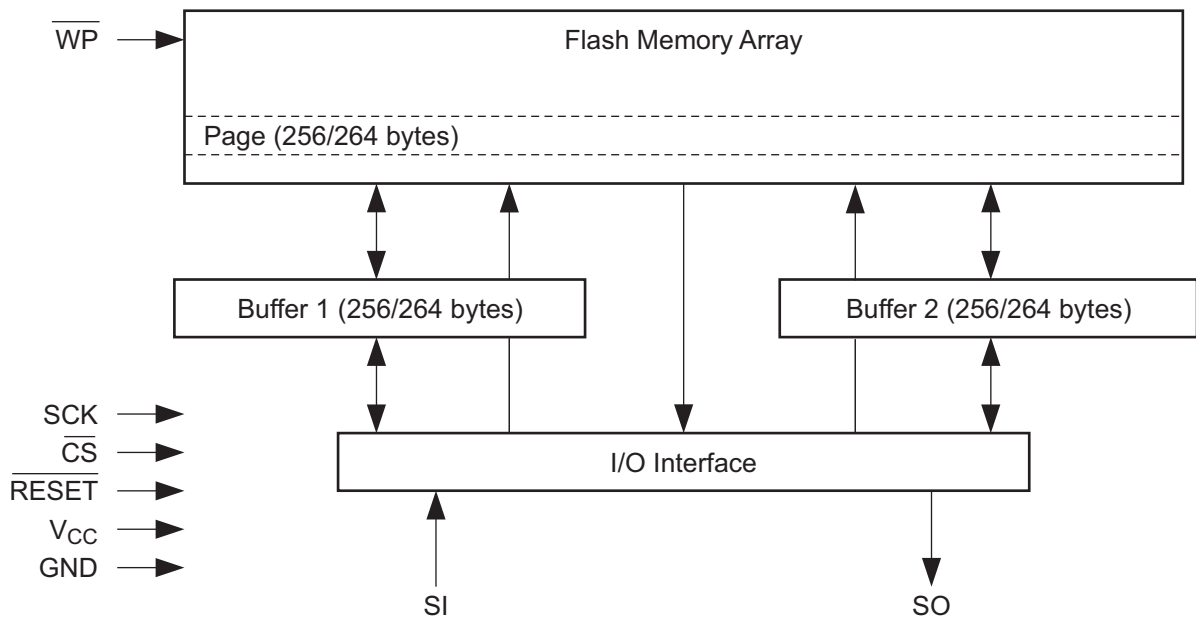 WP
Flash Memory Array
Page (256/264 bytes)
Buffer 1 (256/264 bytes)
Buffer 2 (256/264 bytes)
SCK
CS
RESET
VCC
GND
I/O Interface
SI
SO